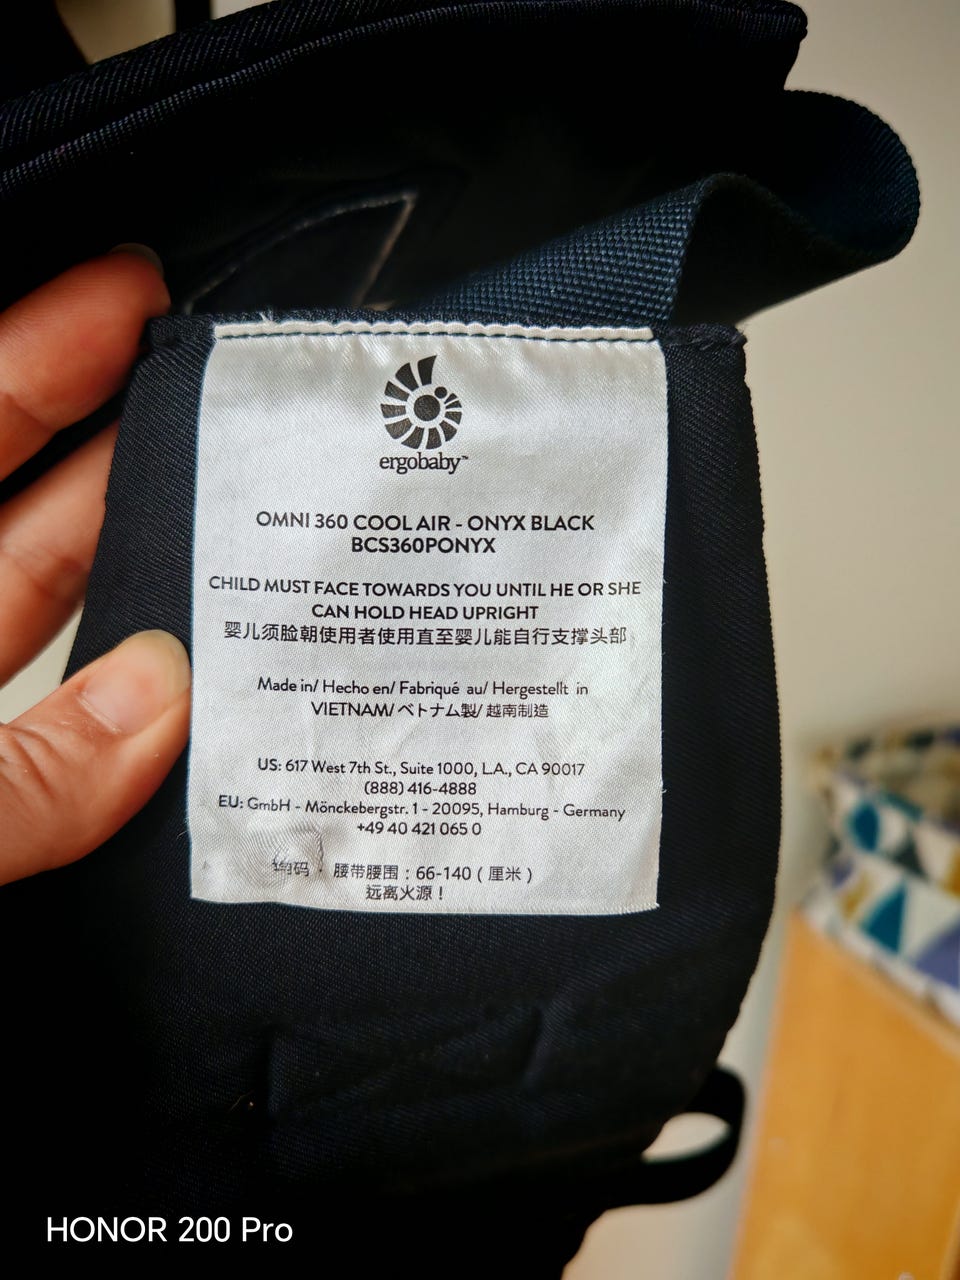 ergobaby™
OMNI 360 COOL AIR - ONYX BLACK
BCS360PONYX
CHILD MUST FACE TOWARDS YOU UNTIL HE OR SHE
CAN HOLD HEAD UPRIGHT
婴儿须脸朝使用者使用直至婴儿能自行支撑头部
Made in/ Hecho en/ Fabriqué au/ Hergestellt in
VIETNAM/ ベトナム製/ 越南制造
US: 617 West 7th St., Suite 1000, L.A., CA 90017
(888) 416-4888
EU: GmbH - Mönckebergstr. 1 - 20095, Hamburg - Germany
+49 40 421 065 0
码 : 腰带腰围：66-140（厘米）
远离火源！
HONOR 200 Pro